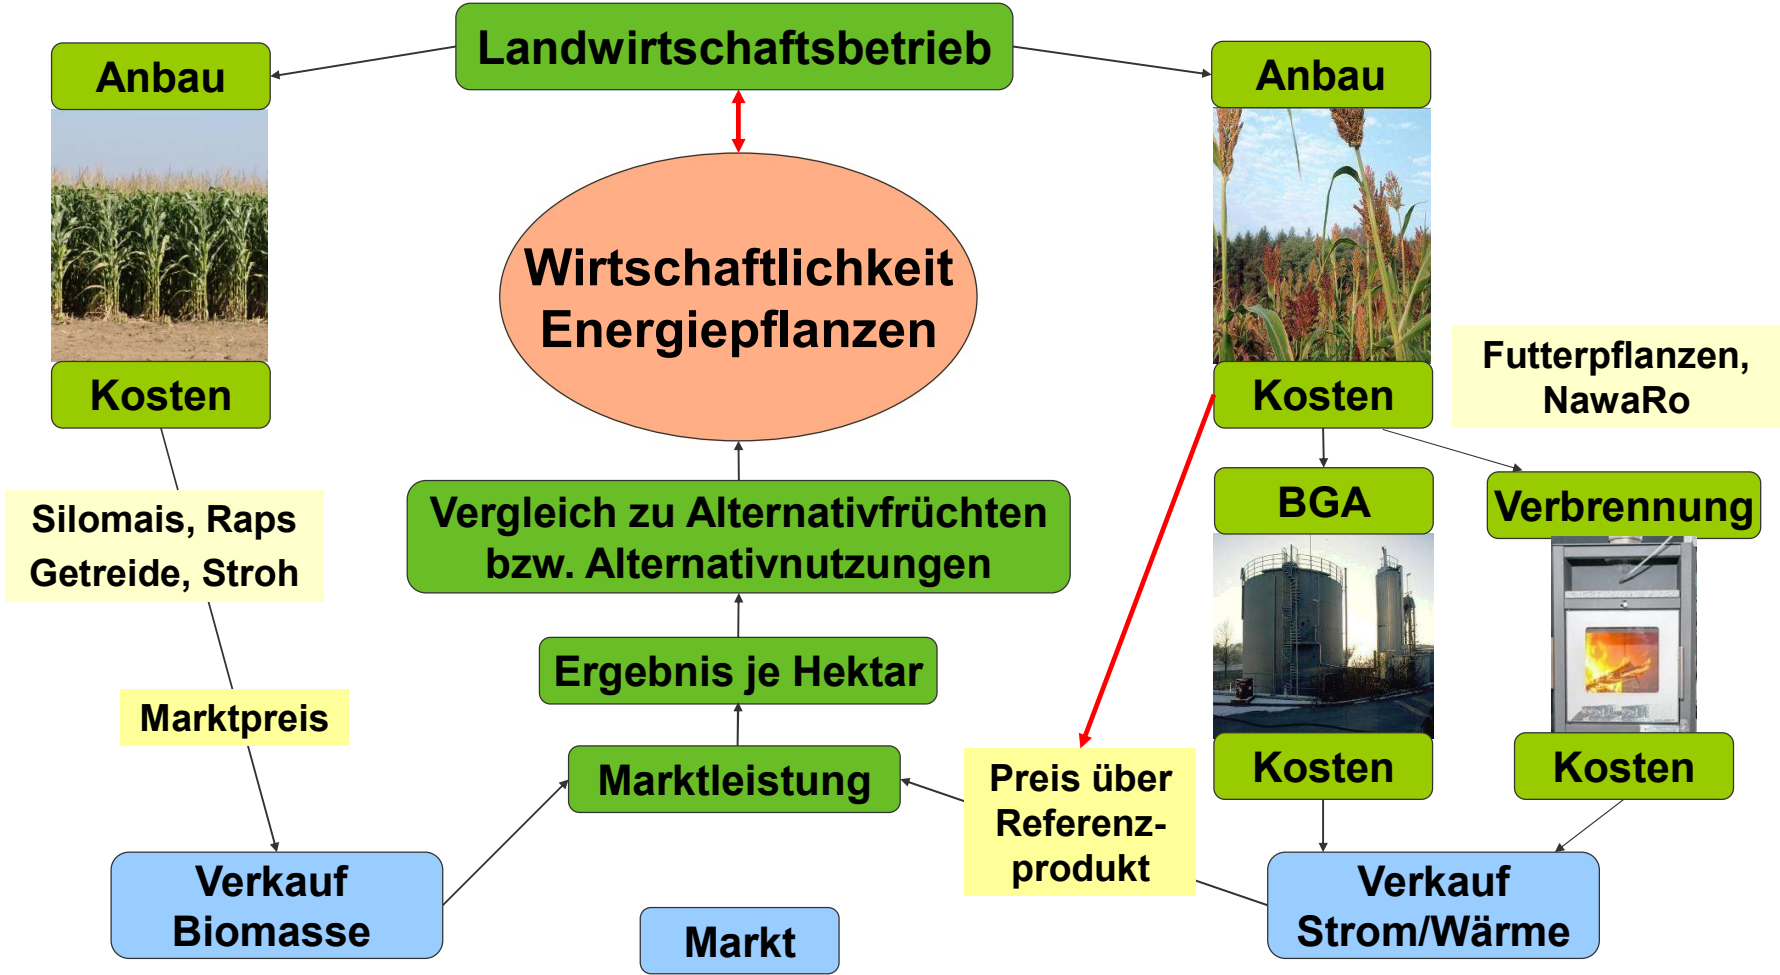 Landwirtschaftsbetrieb
Anbau
Anbau
Wirtschaftlichkeit
Energiepflanzen
Kosten
Kosten
Futterpflanzen,
NawaRo
Silomais, Raps
Getreide, Stroh
Vergleich zu Alternativfrüchten
bzw. Alternativnutzungen
BGA
Verbrennung
Ergebnis je Hektar
Marktpreis
Marktleistung
Preis über
Referenz-
produkt
Kosten
Kosten
Verkauf
Biomasse
Markt
Verkauf
Strom/Wärme